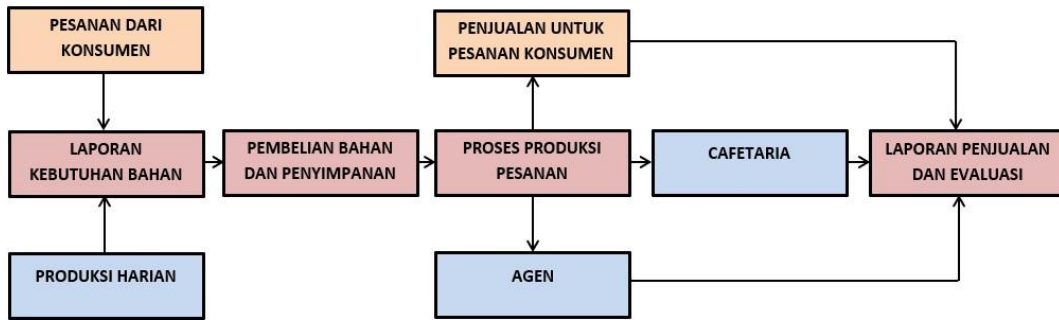 PESANAN DARI
KONSUMEN
PENJUALAN UNTUK
PESANAN KONSUMEN
LAPORAN
KEBUTUHAN BAHAN
PEMBELIAN BAHAN
DAN PENYIMPANAN
PROSES PRODUKSI
PESANAN
CAFETARIA
LAPORAN PENJUALAN
DAN EVALUASI
PRODUKSI HARIAN
AGEN